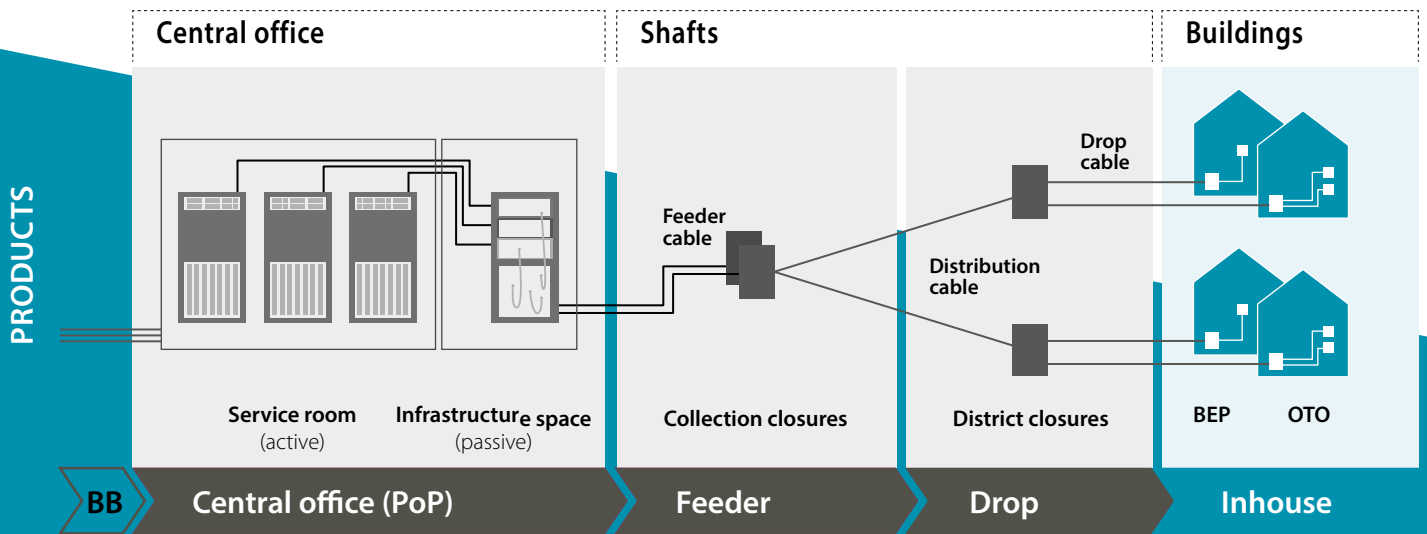 Central office
Shafts
Buildings
PRODUCTS
Drop
cable
Feeder
cable
Distribution
cable
Service room
(active)
Infrastructure space
(passive)
Collection closures
District closures
BEP
OTO
BB
Central office (PoP)
Feeder
Drop
Inhouse